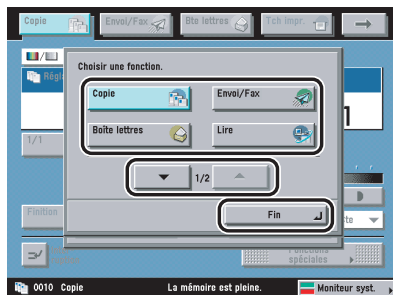 Copie
Envoi/Fax
Bte lettres
Tch impr.
Choisir une fonction.
Copie
Envoi/Fax
Boîte lettres
Lire
1/1
1/2
Fin
Finition
spéciales
0010 Copie
La mémoire est pleine.
Moniteur syst.